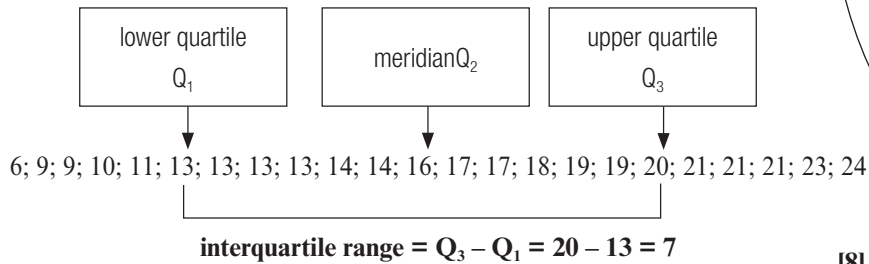 lower quartile
Q₁
meridianQ₂
upper quartile
Q₃
6; 9; 9; 10; 11; 13; 13; 13; 13; 14; 14; 16; 17; 17; 18; 19; 19; 20; 21; 21; 21; 23; 24
interquartile range = Q₃ – Q₁ = 20 – 13 = 7
[8]